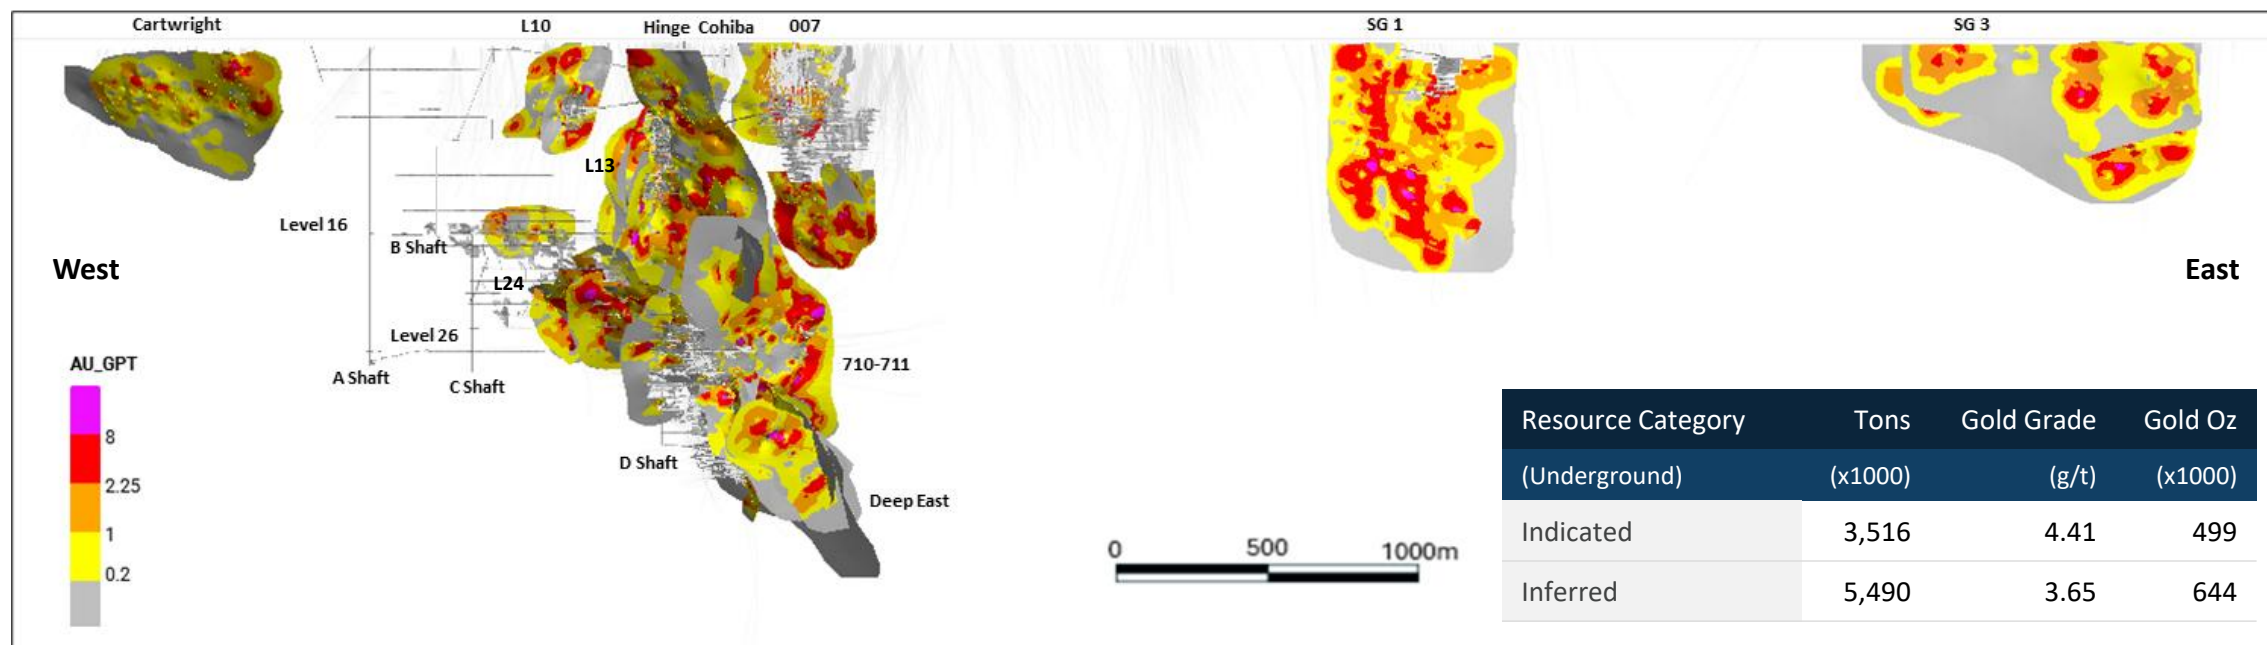 Cartwright L10 Hinge Cohiba 007 SG 1 SG 3
L13
Level 16
B Shaft
West East
L24
Level 26
AU_GPT
710-711
A Shaft
C Shaft
8
2.25
1
0.2
D Shaft
Deep East
0 500 1000m
Resource Category Tons Gold Grade Gold Oz
(Underground) (x1000) (g/t) (x1000)
Indicated 3,516 4.41 499
Inferred 5,490 3.65 644